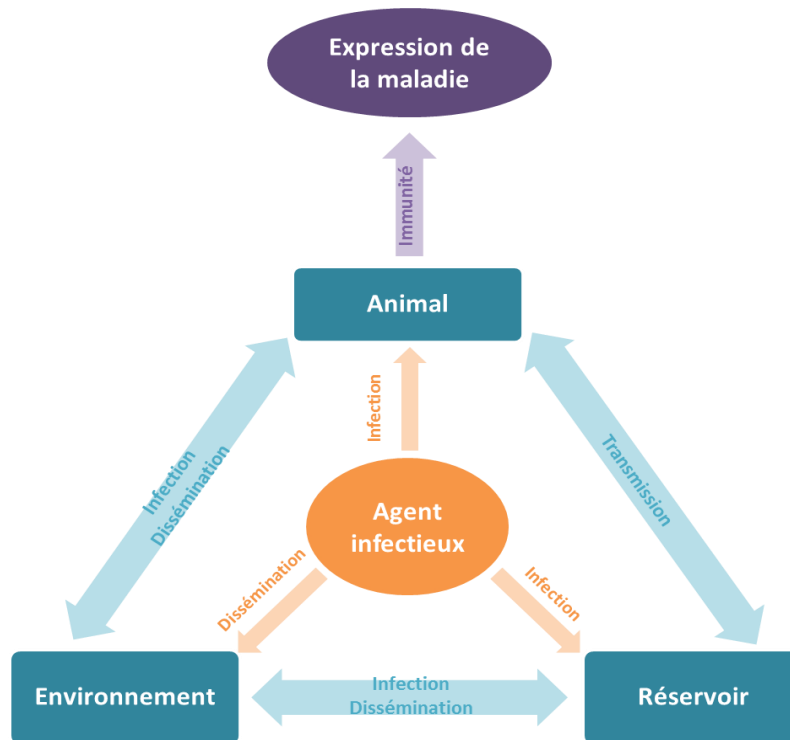 Expression de
la maladie
Immunité
Animal
Infection
Infection
Dissémination
Transmission
Agent
infectieux
Dissémination
Infection
Environnement
Infection
Dissémination
Réservoir